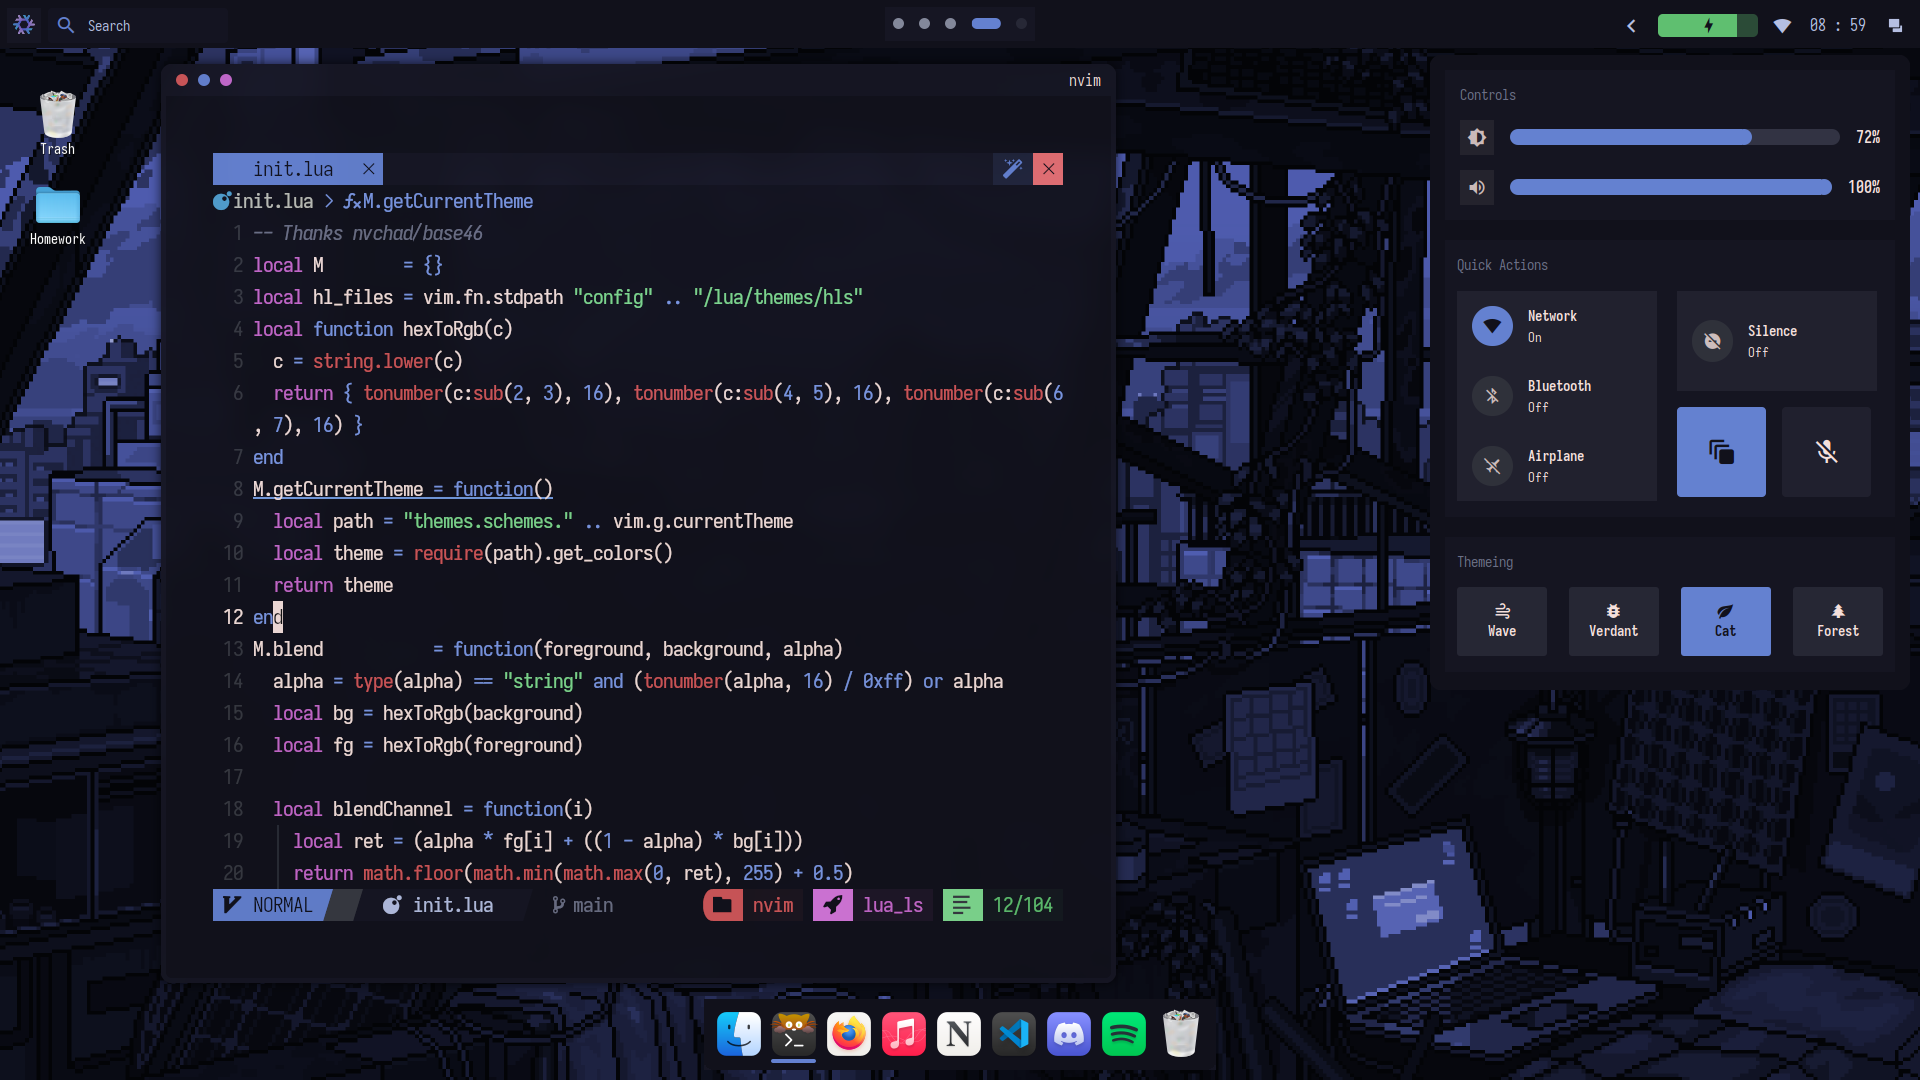 Search
08 : 59
Trash
Homework
nvim
init.lua
init.lua > M.getCurrentTheme
1 -- Thanks nvchad/base46
2 local M        = {}
3 local hl_files = vim.fn.stdpath "config" .. "/lua/themes/hls"
4 local function hexToRgb(c)
5   c = string.lower(c)
6   return { tonumber(c:sub(2, 3), 16), tonumber(c:sub(4, 5), 16), tonumber(c:sub(6
, 7), 16) }
7 end
8 M.getCurrentTheme = function()
9   local path = "themes.schemes." .. vim.g.currentTheme
10   local theme = require(path).get_colors()
11   return theme
12 end
13 M.blend           = function(foreground, background, alpha)
14   alpha = type(alpha) == "string" and (tonumber(alpha, 16) / 0xff) or alpha
15   local bg = hexToRgb(background)
16   local fg = hexToRgb(foreground)
17
18   local blendChannel = function(i)
19     local ret = (alpha * fg[i] + ((1 - alpha) * bg[i]))
20     return math.floor(math.min(math.max(0, ret), 255) + 0.5)
NORMAL init.lua main nvim lua_ls 12/104
Controls
72%
100%
Quick Actions
Network
On
Bluetooth
Off
Airplane
Off
Silence
Off
Themeing
Wave
Verdant
Cat
Forest